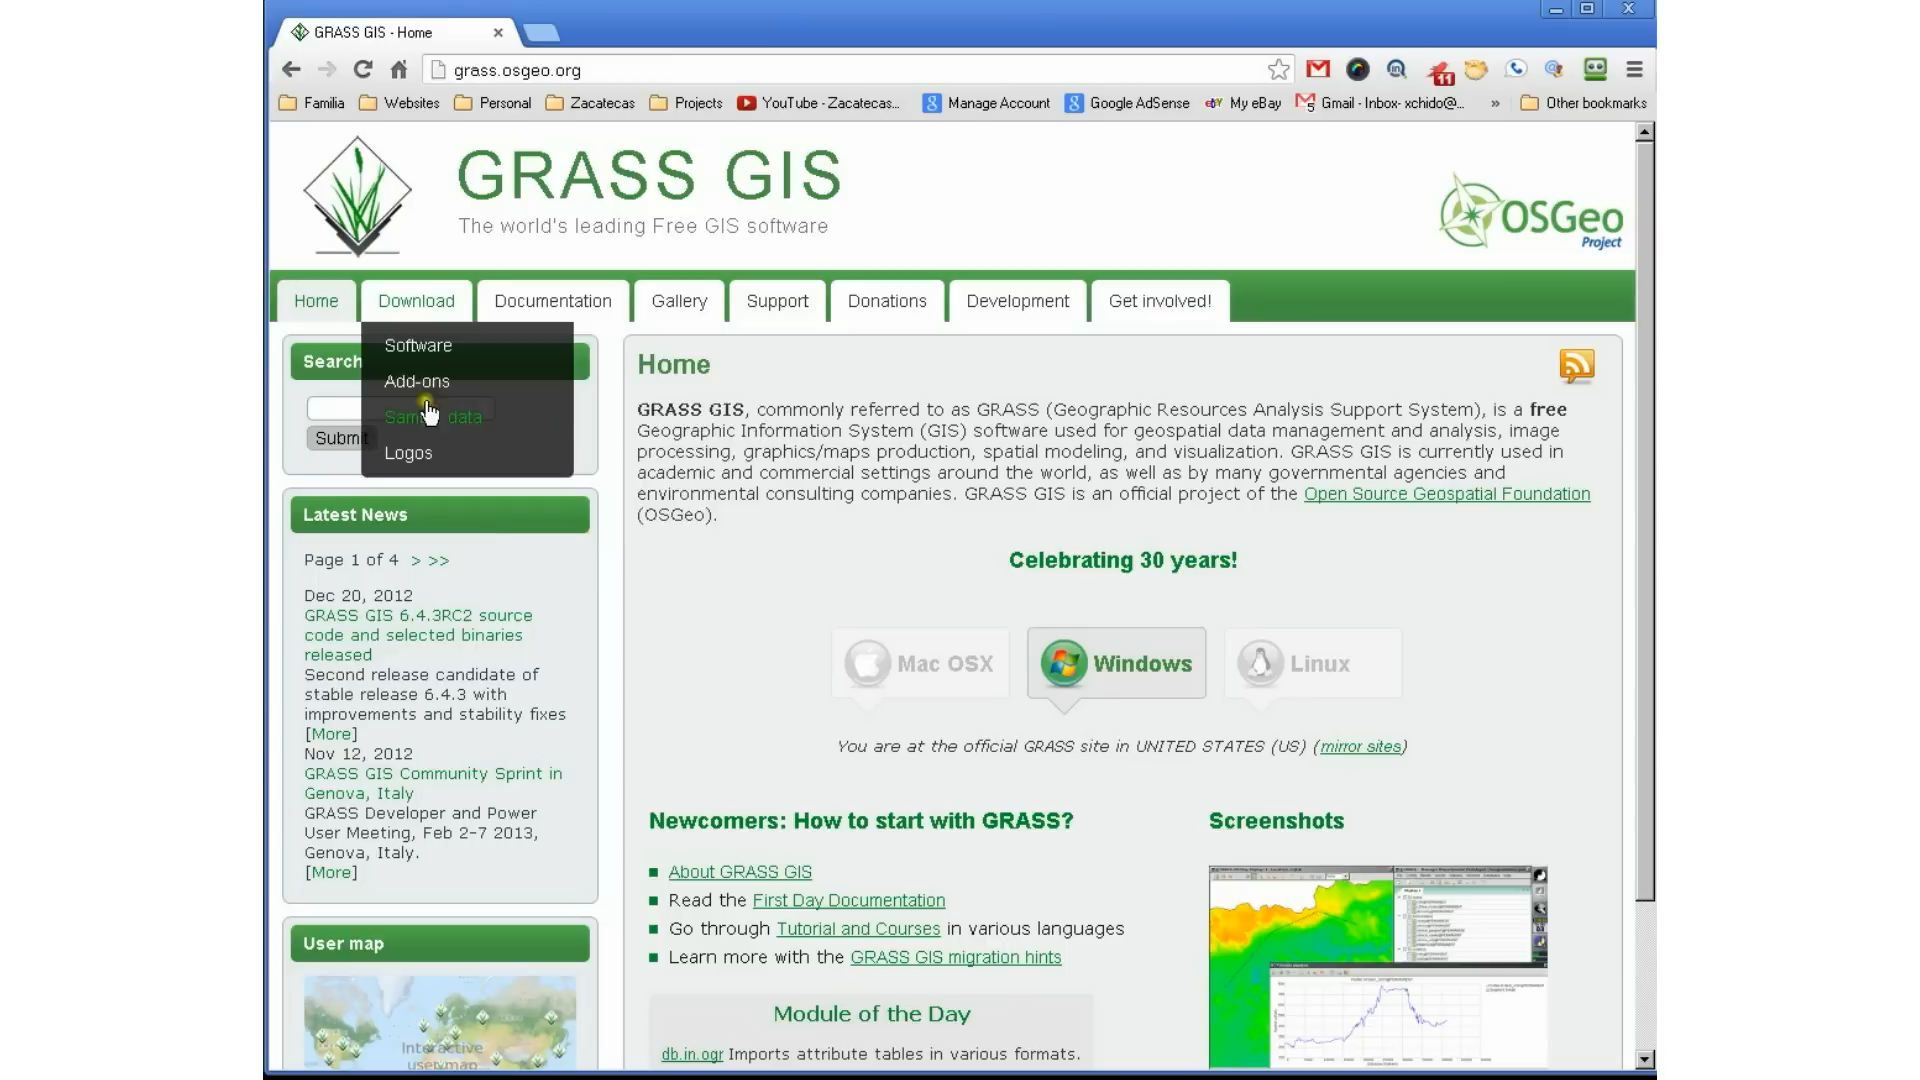 GRASS GIS - Home
grass.osgeo.org
11
Familia Websites Personal Zacatecas Projects YouTube - Zacatecas... Manage Account Google AdSense My eBay Gmail - Inbox- xchido@... » Other bookmarks
GRASS GIS
The world's leading Free GIS software
OSGeo
Project
Home Download Documentation Gallery Support Donations Development Get involved!
Software
Add-ons
data
Logos
Search
Submit
Latest News
Page 1 of 4 > >>
Dec 20, 2012
GRASS GIS 6.4.3RC2 source
code and selected binaries
released
Second release candidate of
stable release 6.4.3 with
improvements and stability fixes
[More]
Nov 12, 2012
GRASS GIS Community Sprint in
Genova, Italy
GRASS Developer and Power
User Meeting, Feb 2-7 2013,
Genova, Italy.
[More]
User map
Interactive
usermap
Home
GRASS GIS, commonly referred to as GRASS (Geographic Resources Analysis Support System), is a free
Geographic Information System (GIS) software used for geospatial data management and analysis, image
processing, graphics/maps production, spatial modeling, and visualization. GRASS GIS is currently used in
academic and commercial settings around the world, as well as by many governmental agencies and
environmental consulting companies. GRASS GIS is an official project of the Open Source Geospatial Foundation
(OSGeo).
Celebrating 30 years!
Mac OSX Windows Linux
You are at the official GRASS site in UNITED STATES (US) (mirror sites)
Newcomers: How to start with GRASS?
About GRASS GIS
Read the First Day Documentation
Go through Tutorial and Courses in various languages
Learn more with the GRASS GIS migration hints
Module of the Day
db.in.ogr Imports attribute tables in various formats.
Screenshots